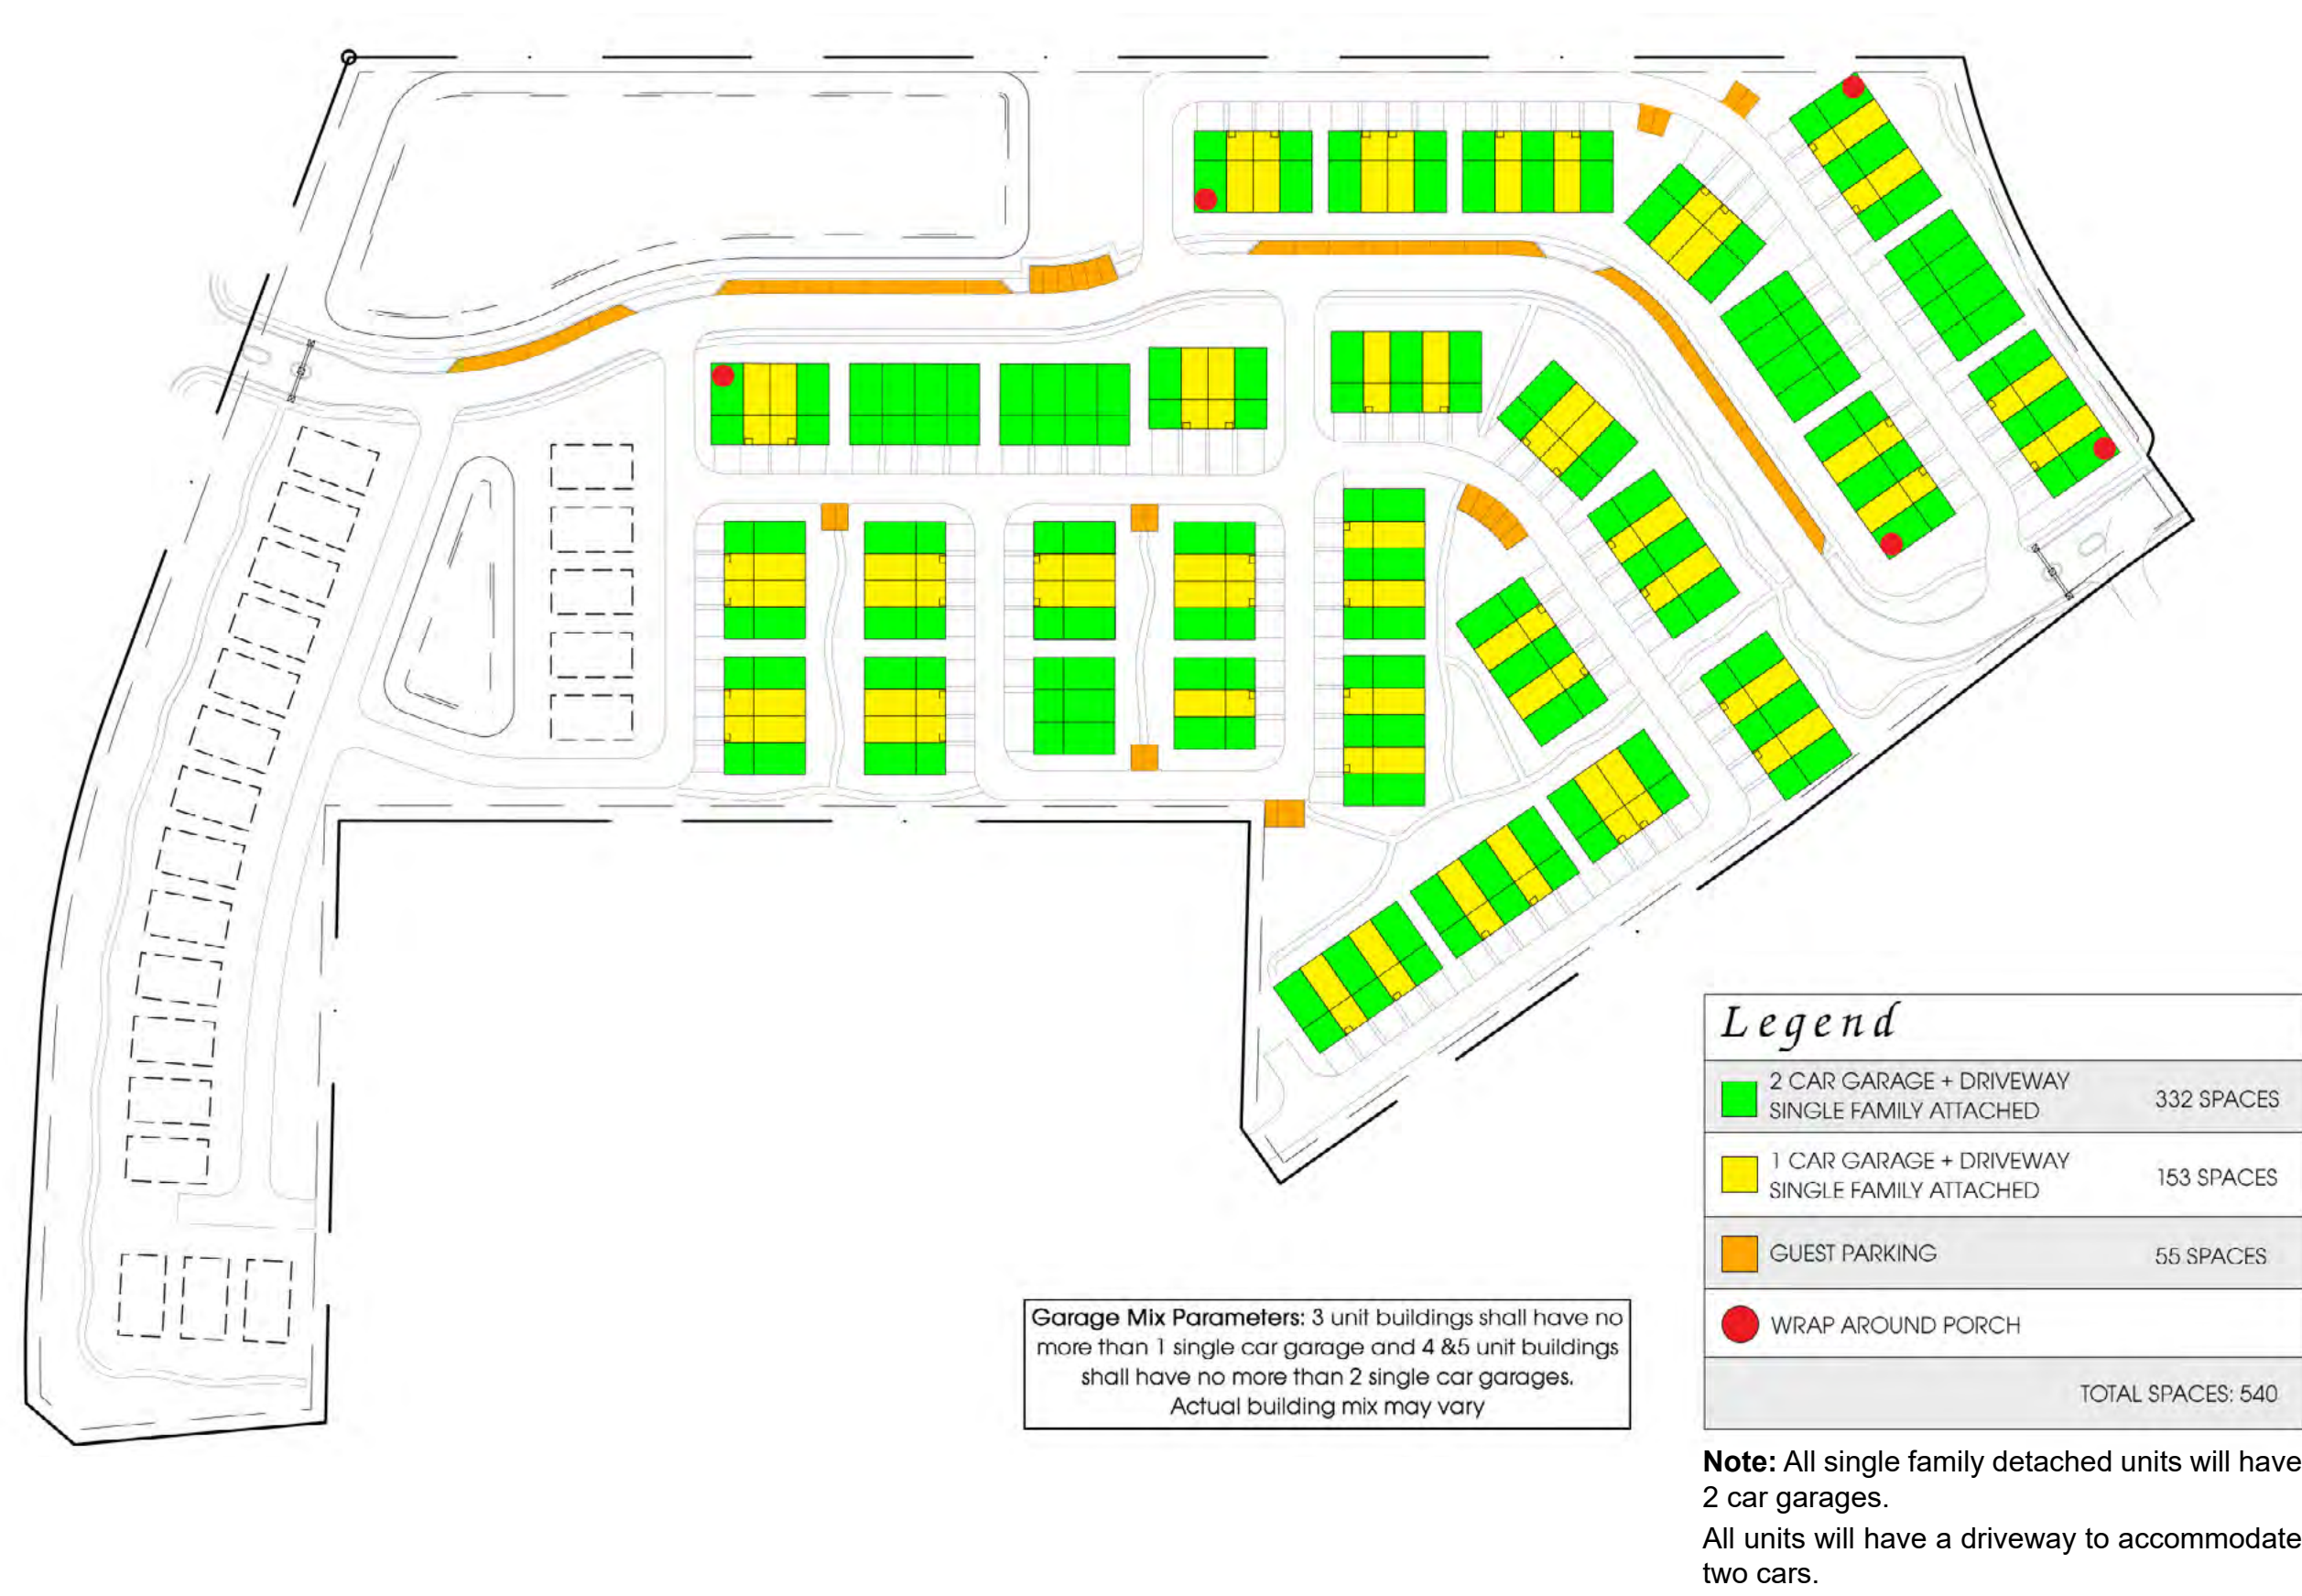 Legend
2 CAR GARAGE + DRIVEWAY
SINGLE FAMILY ATTACHED
332 SPACES
1 CAR GARAGE + DRIVEWAY
SINGLE FAMILY ATTACHED
153 SPACES
GUEST PARKING
55 SPACES
WRAP AROUND PORCH
TOTAL SPACES: 540
Garage Mix Parameters: 3 unit buildings shall have no
more than 1 single car garage and 4 &5 unit buildings
shall have no more than 2 single car garages.
Actual building mix may vary
Note: All single family detached units will have
2 car garages.
All units will have a driveway to accommodate
two cars.